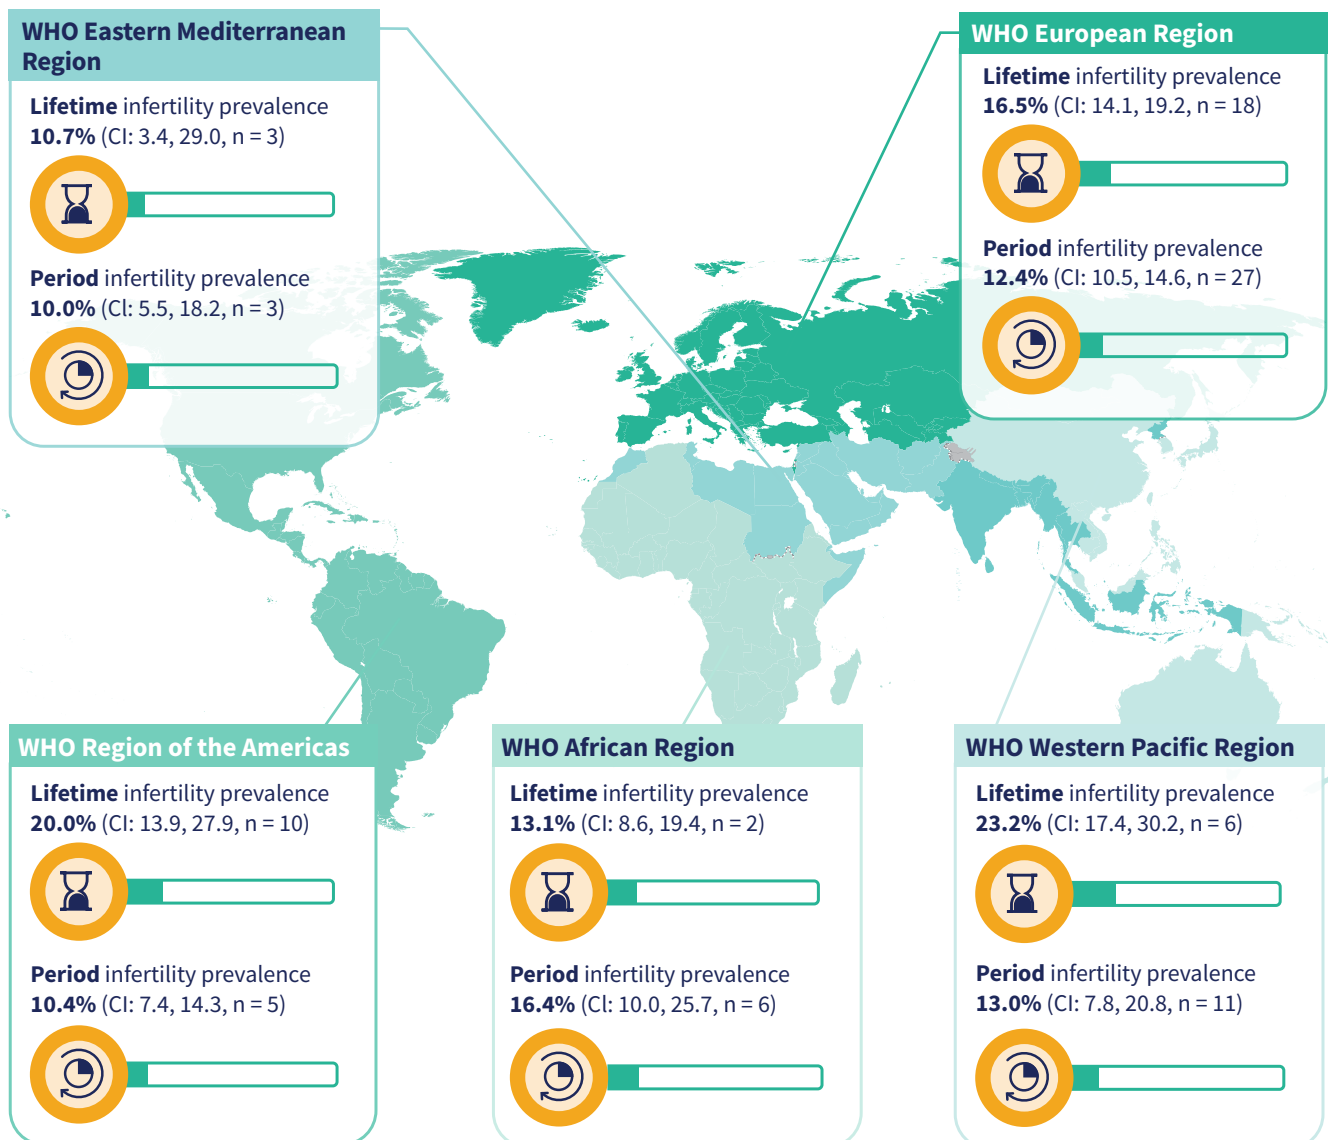 WHO Eastern Mediterranean
Region
Lifetime infertility prevalence
10.7% (CI: 3.4, 29.0, n = 3)
Period infertility prevalence
10.0% (Cl: 5.5, 18.2, n = 3)
WHO European Region
Lifetime infertility prevalence
16.5% (CI: 14.1, 19.2, n = 18)
Period infertility prevalence
12.4% (CI: 10.5, 14.6, n = 27)
WHO Region of the Americas
Lifetime infertility prevalence
20.0% (CI: 13.9, 27.9, n = 10)
Period infertility prevalence
10.4% (CI: 7.4, 14.3, n = 5)
WHO African Region
Lifetime infertility prevalence
13.1% (CI: 8.6, 19.4, n = 2)
Period infertility prevalence
16.4% (Cl: 10.0, 25.7, n = 6)
WHO Western Pacific Region
Lifetime infertility prevalence
23.2% (CI: 17.4, 30.2, n = 6)
Period infertility prevalence
13.0% (CI: 7.8, 20.8, n = 11)